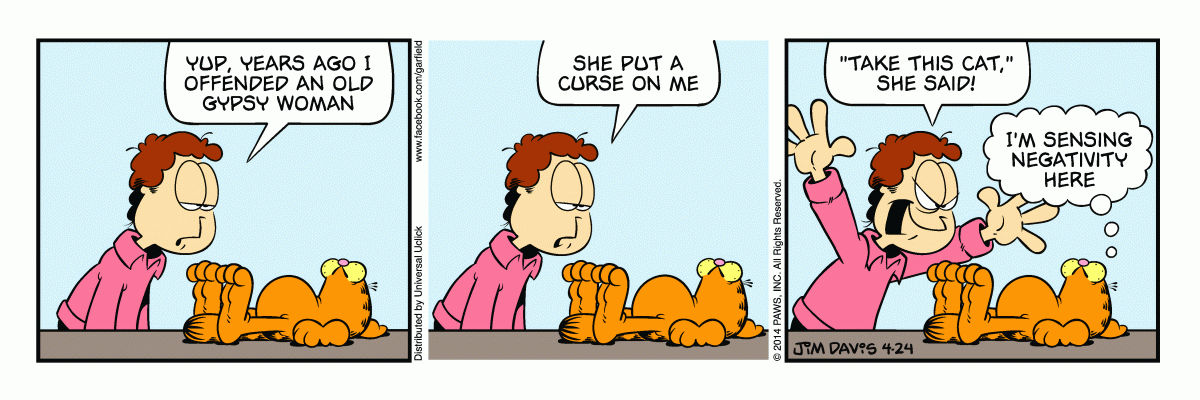 YUP, YEARS AGO I
OFFENDED AN OLD
GYPSY WOMAN
www.facebook.com/garfield
Distributed by Universal Uclick
SHE PUT A
CURSE ON ME
© 2014 PAWS, INC. All Rights Reserved.
"TAKE THIS CAT,"
SHE SAID!
I'M SENSING
NEGATIVITY
HERE
JIM DAVIS 4·24